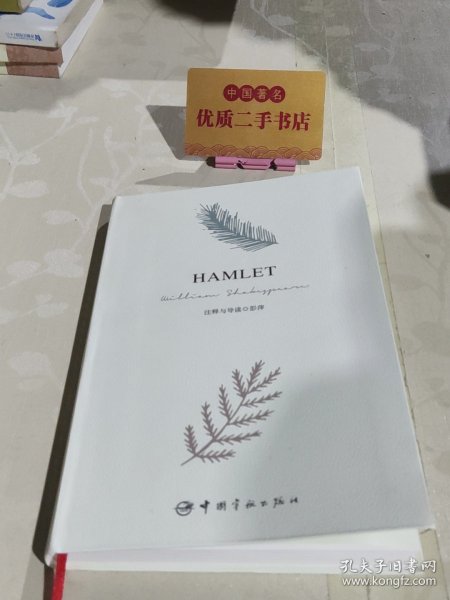 中国著名
优质二手书店
HAMLET
William Shakespeare
注释与导读◎彭萍
中国宇航出版社
孔夫子旧书网
www.kongfz.com